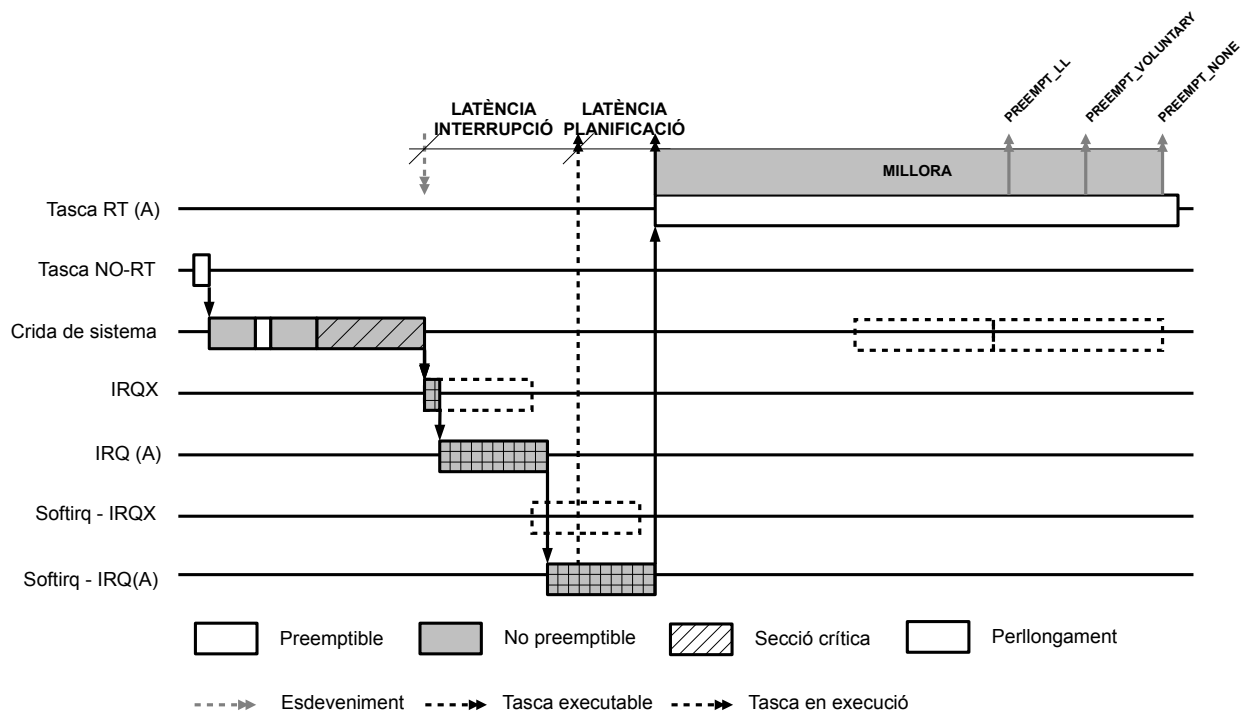 PREEMPT_LL
PREEMPT_VOLUNTARY
PREEMPT_NONE
LATÈNCIA
INTERRUPCIÓ
LATÈNCIA
PLANIFICACIÓ
MILLORA
Tasca RT (A)
Tasca NO-RT
Crida de sistema
IRQX
IRQ (A)
Softirq - IRQX
Softirq - IRQ(A)
Preemptible
No preemptible
Secció crítica
Perllongament
Esdeveniment
Tasca executable
Tasca en execució